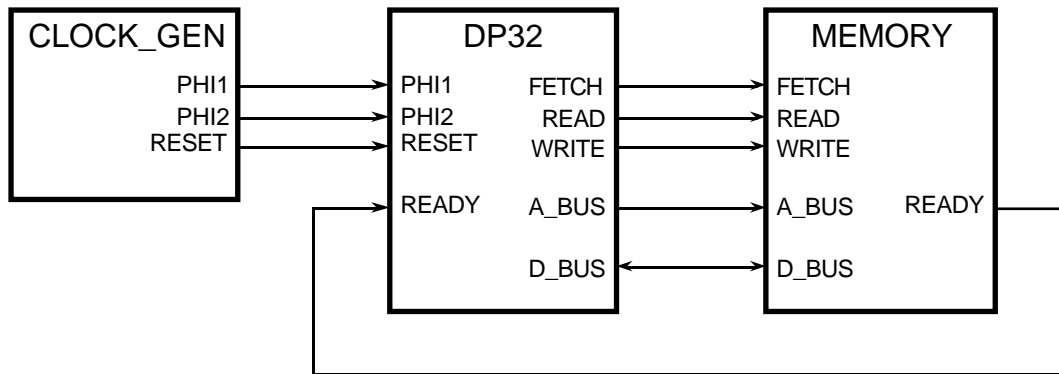 CLOCK_GEN
PHI1
PHI2
RESET
DP32
PHI1
PHI2
RESET
READY
FETCH
READ
WRITE
A_BUS
D_BUS
MEMORY
FETCH
READ
WRITE
A_BUS
D_BUS
READY